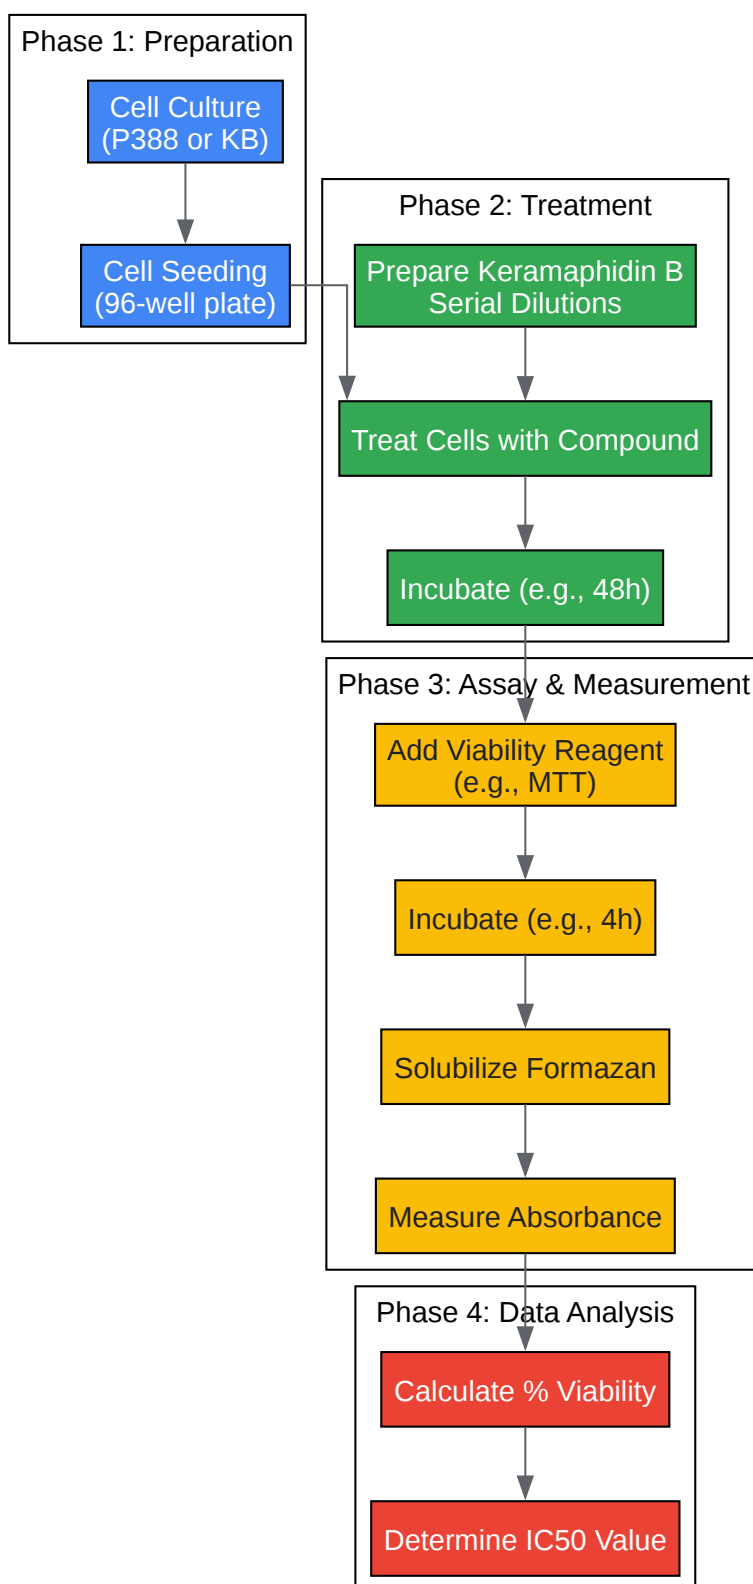 Phase 1: Preparation
Cell Culture
(P388 or KB)
Cell Seeding
(96-well plate)
Phase 2: Treatment
Prepare Keramaphidin B
Serial Dilutions
Treat Cells with Compound
Incubate (e.g., 48h)
Phase 3: Assay & Measurement
Add Viability Reagent
(e.g., MTT)
Incubate (e.g., 4h)
Solubilize Formazan
Measure Absorbance
Phase 4: Data Analysis
Calculate % Viability
Determine IC50 Value